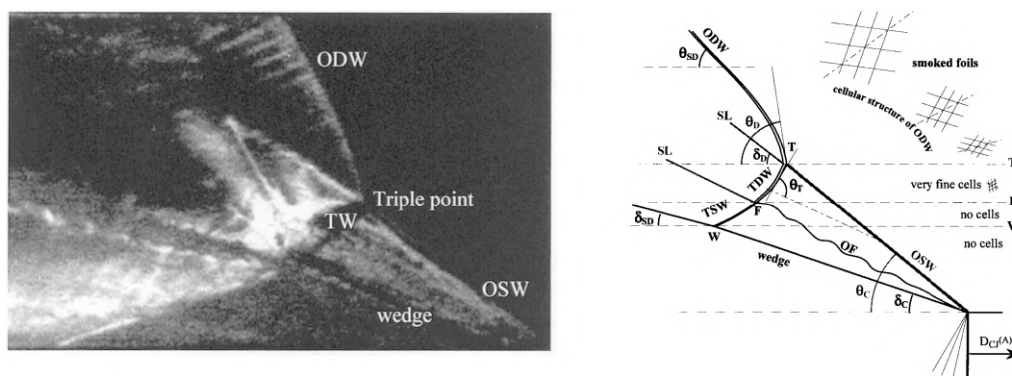 ODW
Triple point
TW
OSW
wedge
ODW
θSD
smoked foils
cellular structure of ODW
SL
θD
SL
δD
T
T
TDW
θT
very fine cells
δSD
TSW
F
no cells
W
no cells
OF
OSW
wedge
θC
δC
DCJ(A)